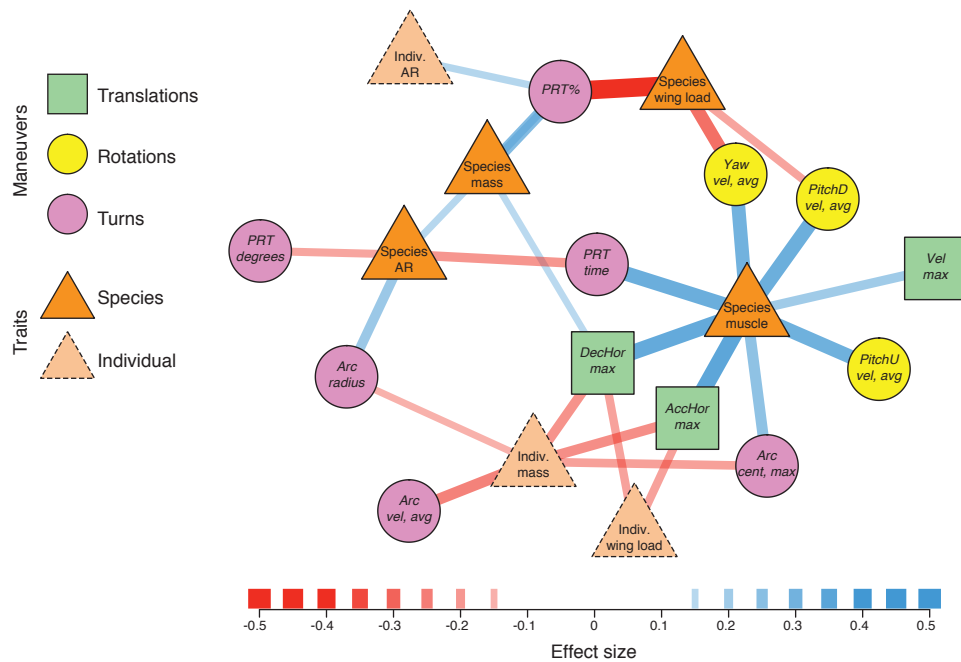 Maneuvers
Translations
Rotations
Turns
Traits
Species
Individual
Indiv.
AR
PRT%
Species
wing load
Species
mass
Yaw
vel, avg
PitchD
vel, avg
PRT
degrees
Species
AR
PRT
time
Vel
max
Species
muscle
Arc
radius
DecHor
max
PitchU
vel, avg
AccHor
max
Indiv.
mass
Arc
cent, max
Arc
vel, avg
Indiv.
wing load
-0.5 -0.4 -0.3 -0.2 -0.1 0 0.1 0.2 0.3 0.4 0.5
Effect size